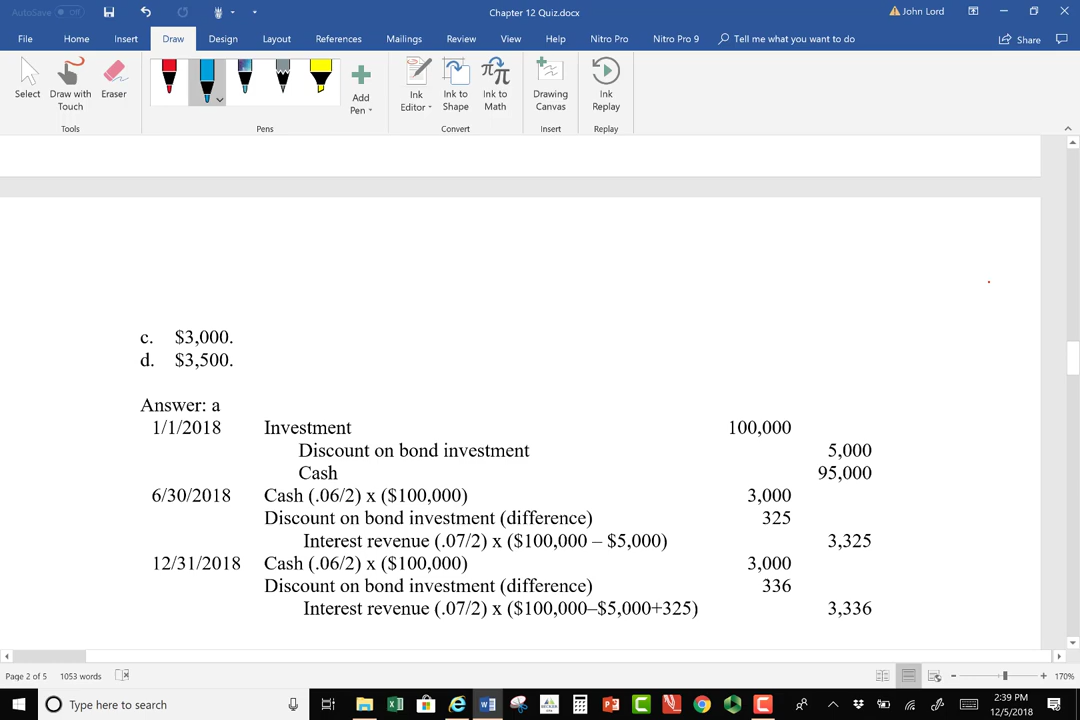 AutoSave Off
Chapter 12 Quiz.docx
John Lord
File Home Insert Draw Design Layout References Mailings Review View Help Nitro Pro Nitro Pro 9 Tell me what you want to do
Share
Select
Draw with Touch
Eraser
Add Pen
Ink Editor
Ink to Shape
Ink to Math
Drawing Canvas
Ink Replay
Tools Pens Convert Insert Replay
c. $3,000.
d. $3,500.
Answer: a
1/1/2018 Investment 100,000
Discount on bond investment 5,000
Cash 95,000
6/30/2018 Cash (.06/2) x ($100,000) 3,000
Discount on bond investment (difference) 325
Interest revenue (.07/2) x ($100,000 – $5,000) 3,325
12/31/2018 Cash (.06/2) x ($100,000) 3,000
Discount on bond investment (difference) 336
Interest revenue (.07/2) x ($100,000–$5,000+325) 3,336
Page 2 of 5 1053 words
170%
Type here to search
2:39 PM
12/5/2018